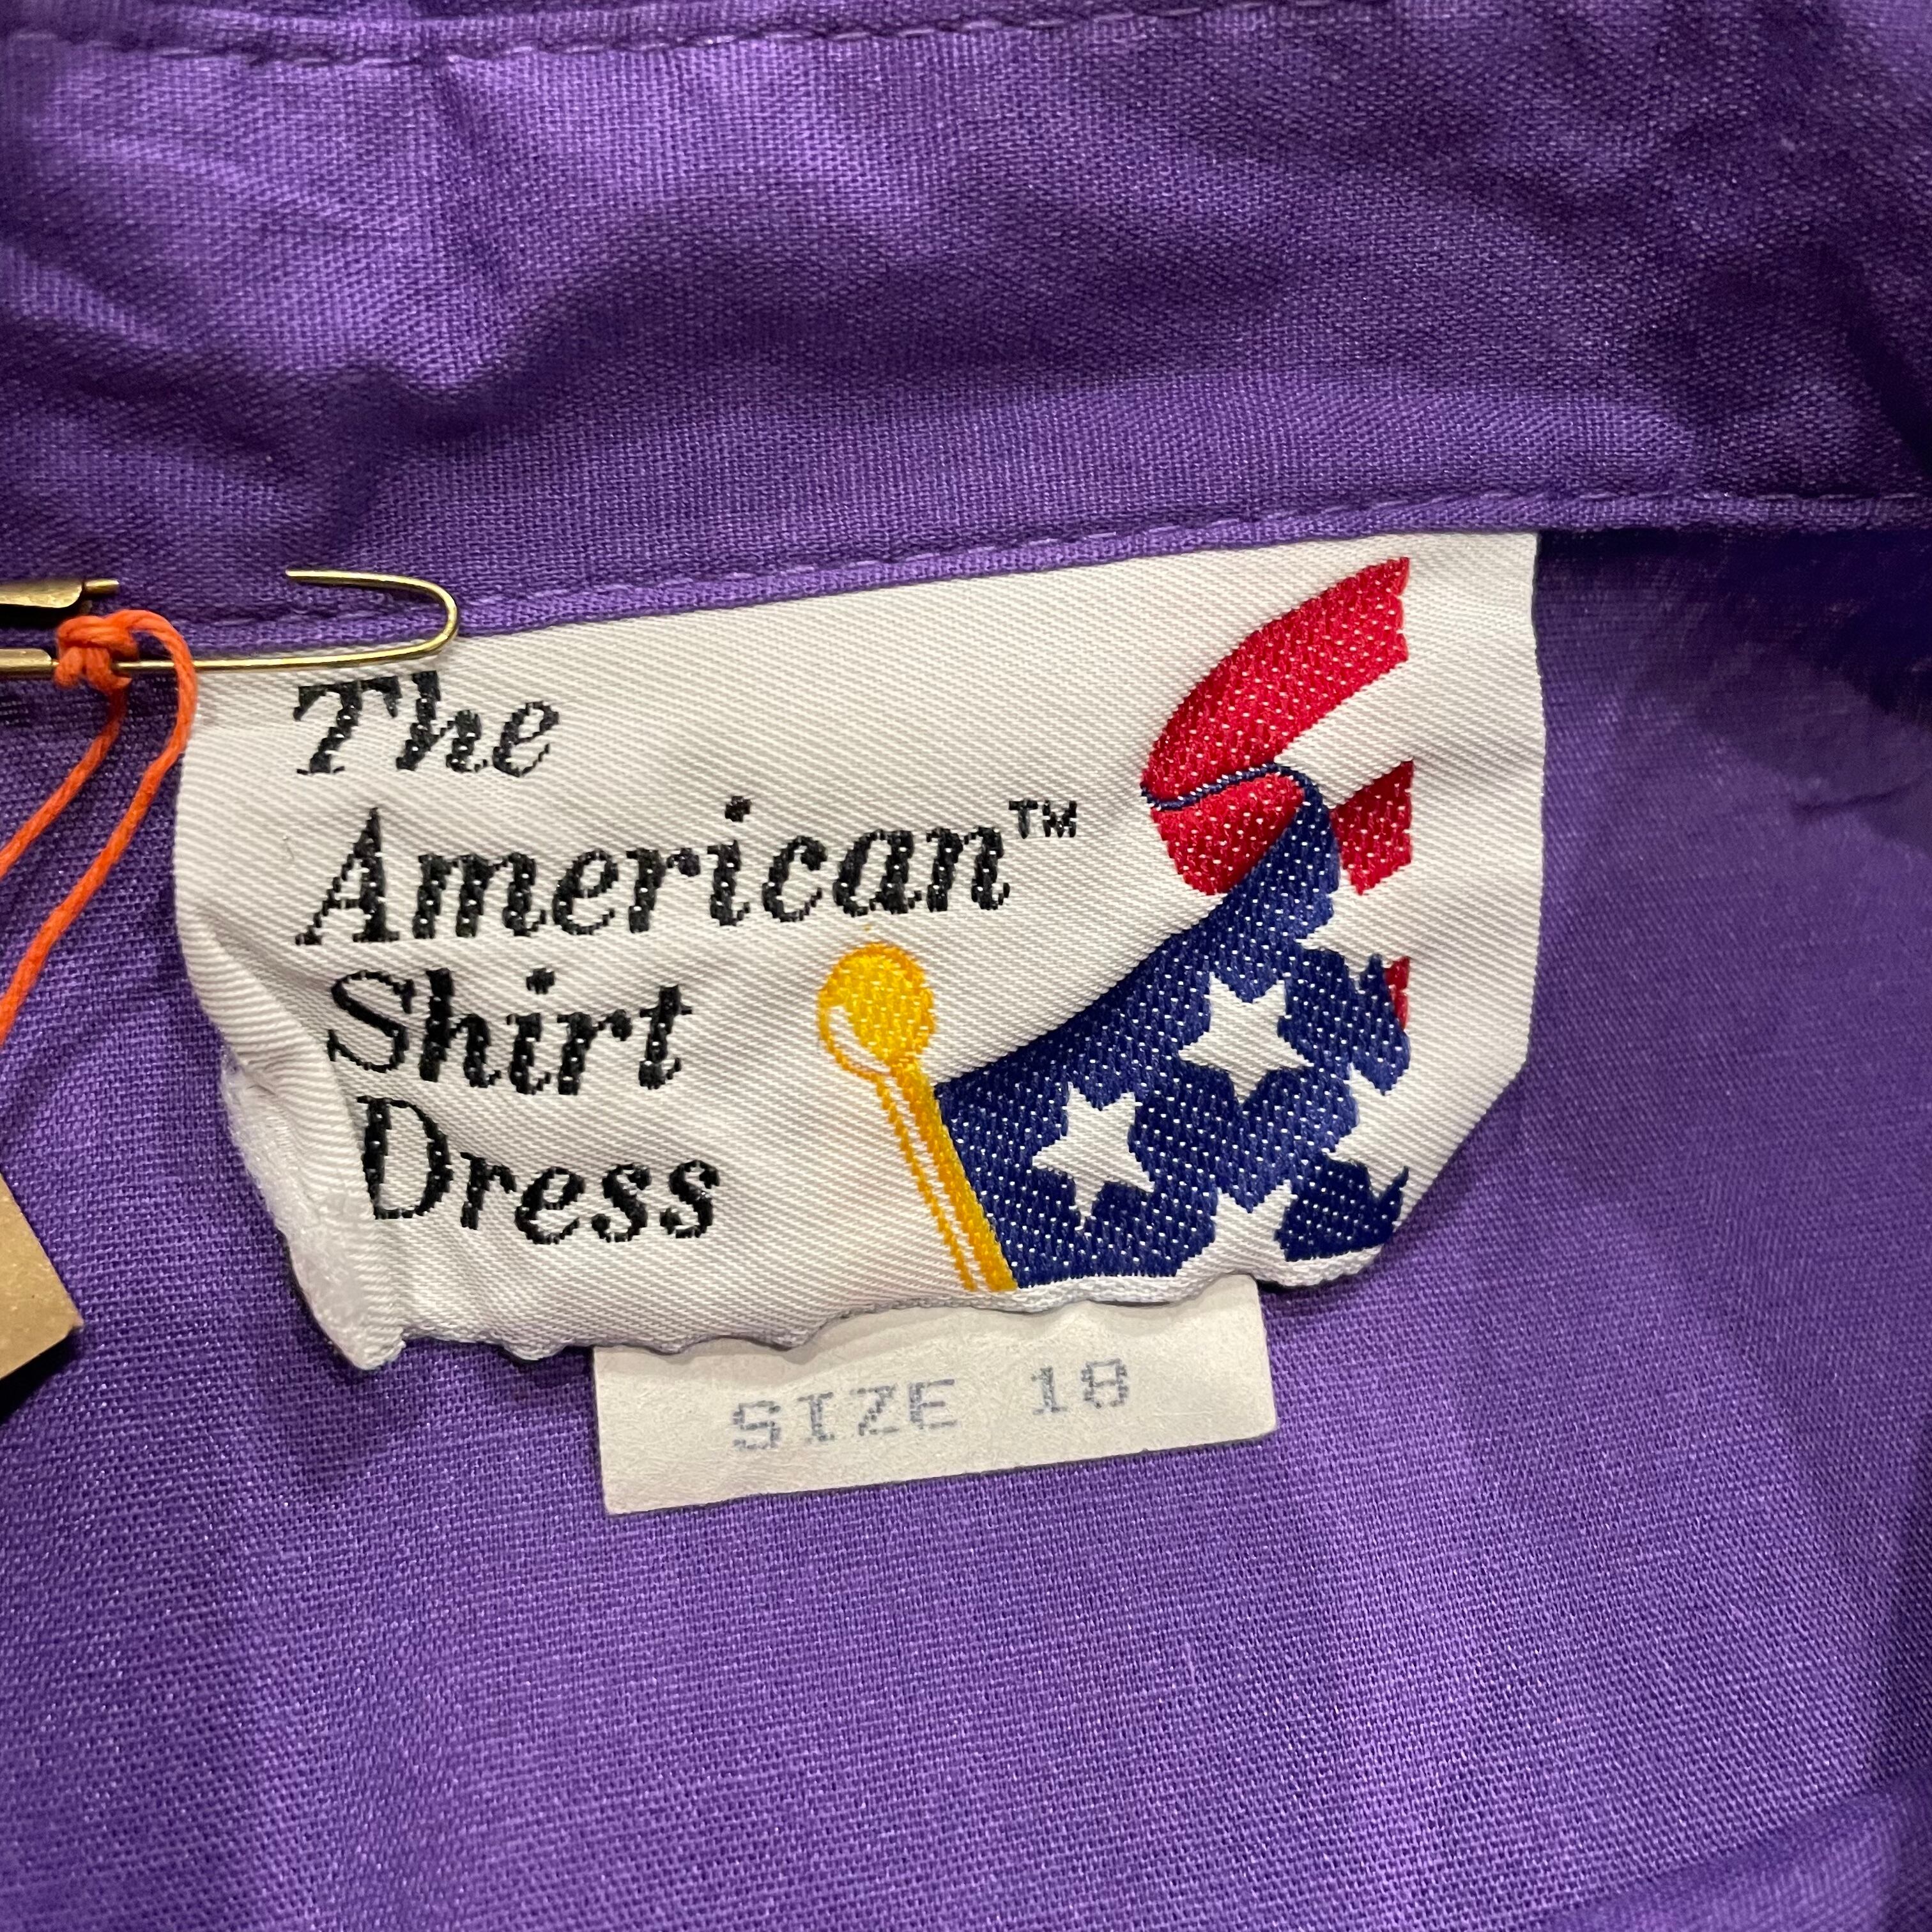 The
American™
Shirt
Dress
SIZE 18